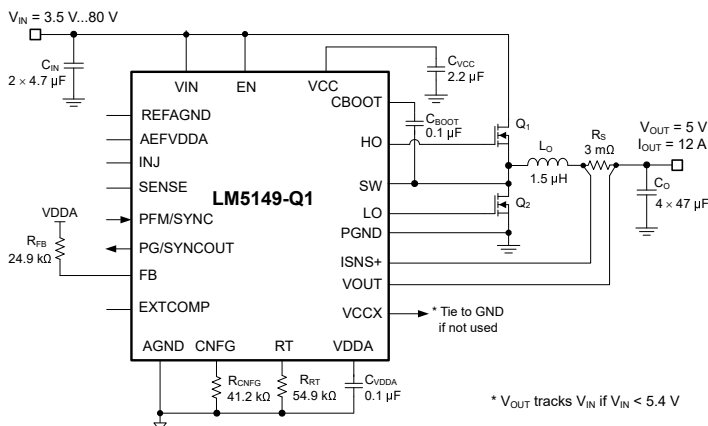 V_IN = 3.5 V...80 V
C_IN
2 × 4.7 µF
VIN
EN
VCC
C_VCC
2.2 µF
REFAGND
AEFVDDA
INJ
SENSE
PFM/SYNC
PG/SYNCOUT
FB
EXTCOMP
LM5149-Q1
CBOOT
HO
SW
LO
PGND
ISNS+
VOUT
VCCX
C_BOOT
0.1 µF
Q_1
Q_2
L_O
1.5 µH
R_S
3 mΩ
V_OUT = 5 V
I_OUT = 12 A
C_O
4 × 47 µF
VDDA
R_FB
24.9 kΩ
* Tie to GND
if not used
AGND
CNFG
RT
VDDA
R_CNFG
41.2 kΩ
R_RT
54.9 kΩ
C_VDDA
0.1 µF
* V_OUT tracks V_IN if V_IN < 5.4 V